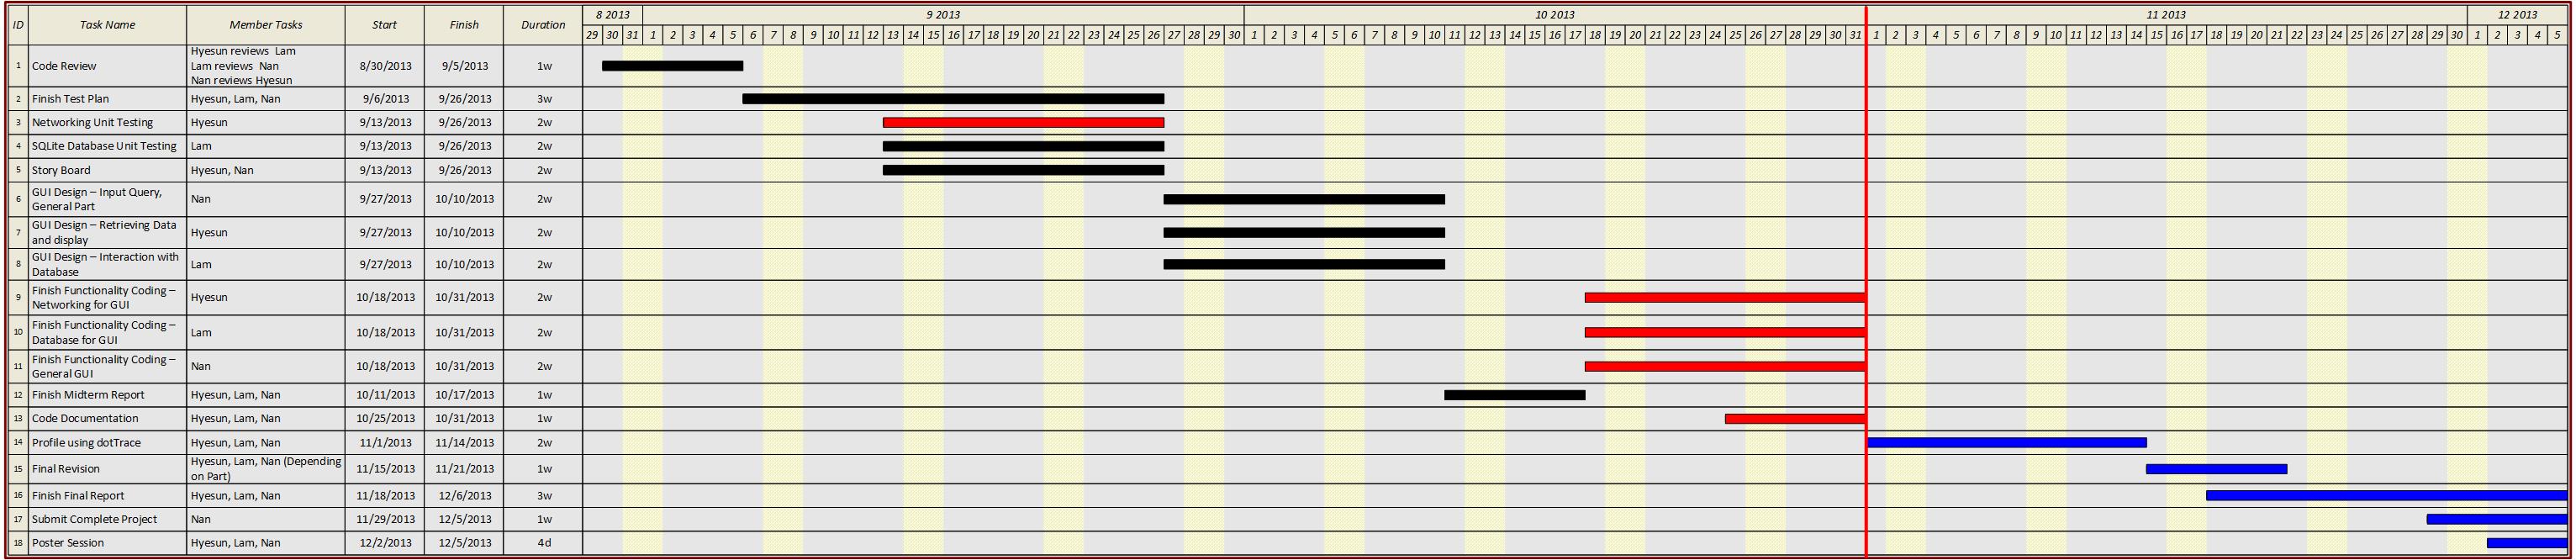 ID Task Name Member Tasks Start Finish Duration 8 2013 9 2013 10 2013 11 2013 12 2013
29 30 31 1 2 3 4 5 6 7 8 9 10 11 12 13 14 15 16 17 18 19 20 21 22 23 24 25 26 27 28 29 30 1 2 3 4 5 6 7 8 9 10 11 12 13 14 15 16 17 18 19 20 21 22 23 24 25 26 27 28 29 30 31 1 2 3 4 5 6 7 8 9 10 11 12 13 14 15 16 17 18 19 20 21 22 23 24 25 26 27 28 29 30 1 2 3 4 5
1 Code Review Hyesun reviews Lam
Lam reviews Nan
Nan reviews Hyesun 8/30/2013 9/5/2013 1w
2 Finish Test Plan Hyesun, Lam, Nan 9/6/2013 9/26/2013 3w
3 Networking Unit Testing Hyesun 9/13/2013 9/26/2013 2w
4 SQLite Database Unit Testing Lam 9/13/2013 9/26/2013 2w
5 Story Board Hyesun, Nan 9/13/2013 9/26/2013 2w
6 GUI Design – Input Query,
General Part Nan 9/27/2013 10/10/2013 2w
7 GUI Design – Retrieving Data
and display Hyesun 9/27/2013 10/10/2013 2w
8 GUI Design – Interaction with
Database Lam 9/27/2013 10/10/2013 2w
9 Finish Functionality Coding –
Networking for GUI Hyesun 10/18/2013 10/31/2013 2w
10 Finish Functionality Coding –
Database for GUI Lam 10/18/2013 10/31/2013 2w
11 Finish Functionality Coding –
General GUI Nan 10/18/2013 10/31/2013 2w
12 Finish Midterm Report Hyesun, Lam, Nan 10/11/2013 10/17/2013 1w
13 Code Documentation Hyesun, Lam, Nan 10/25/2013 10/31/2013 1w
14 Profile using dotTrace Hyesun, Lam, Nan 11/1/2013 11/14/2013 2w
15 Final Revision Hyesun, Lam, Nan (Depending
on Part) 11/15/2013 11/21/2013 1w
16 Finish Final Report Hyesun, Lam, Nan 11/18/2013 12/6/2013 3w
17 Submit Complete Project Nan 11/29/2013 12/5/2013 1w
18 Poster Session Hyesun, Lam, Nan 12/2/2013 12/5/2013 4d